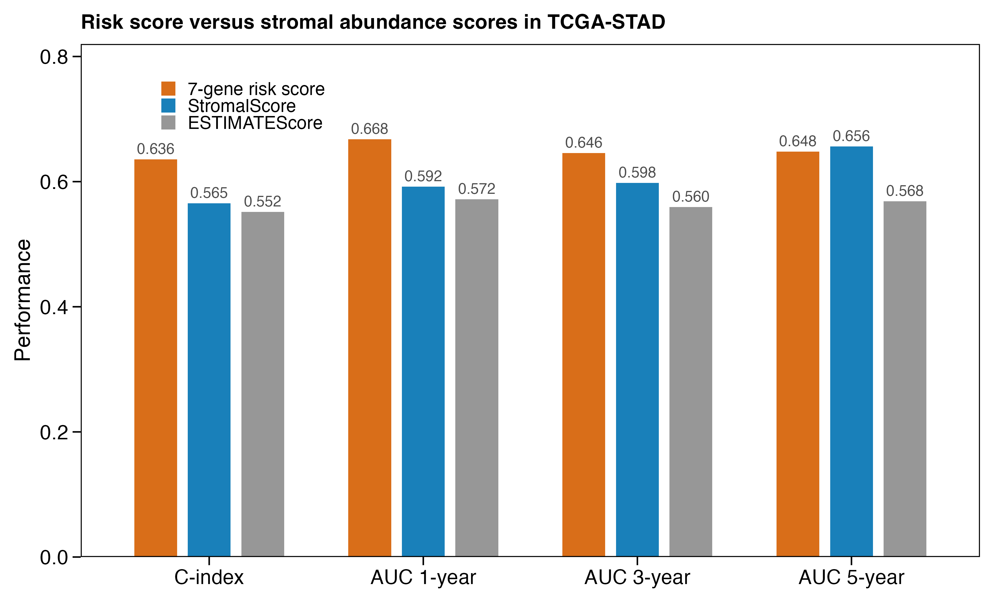 Risk score versus stromal abundance scores in TCGA-STAD
0.8
0.6
0.4
0.2
0.0
Performance
7-gene risk score
StromalScore
ESTIMATEScore
0.636
0.565
0.552
0.668
0.592
0.572
0.646
0.598
0.560
0.648
0.656
0.568
C-index
AUC 1-year
AUC 3-year
AUC 5-year